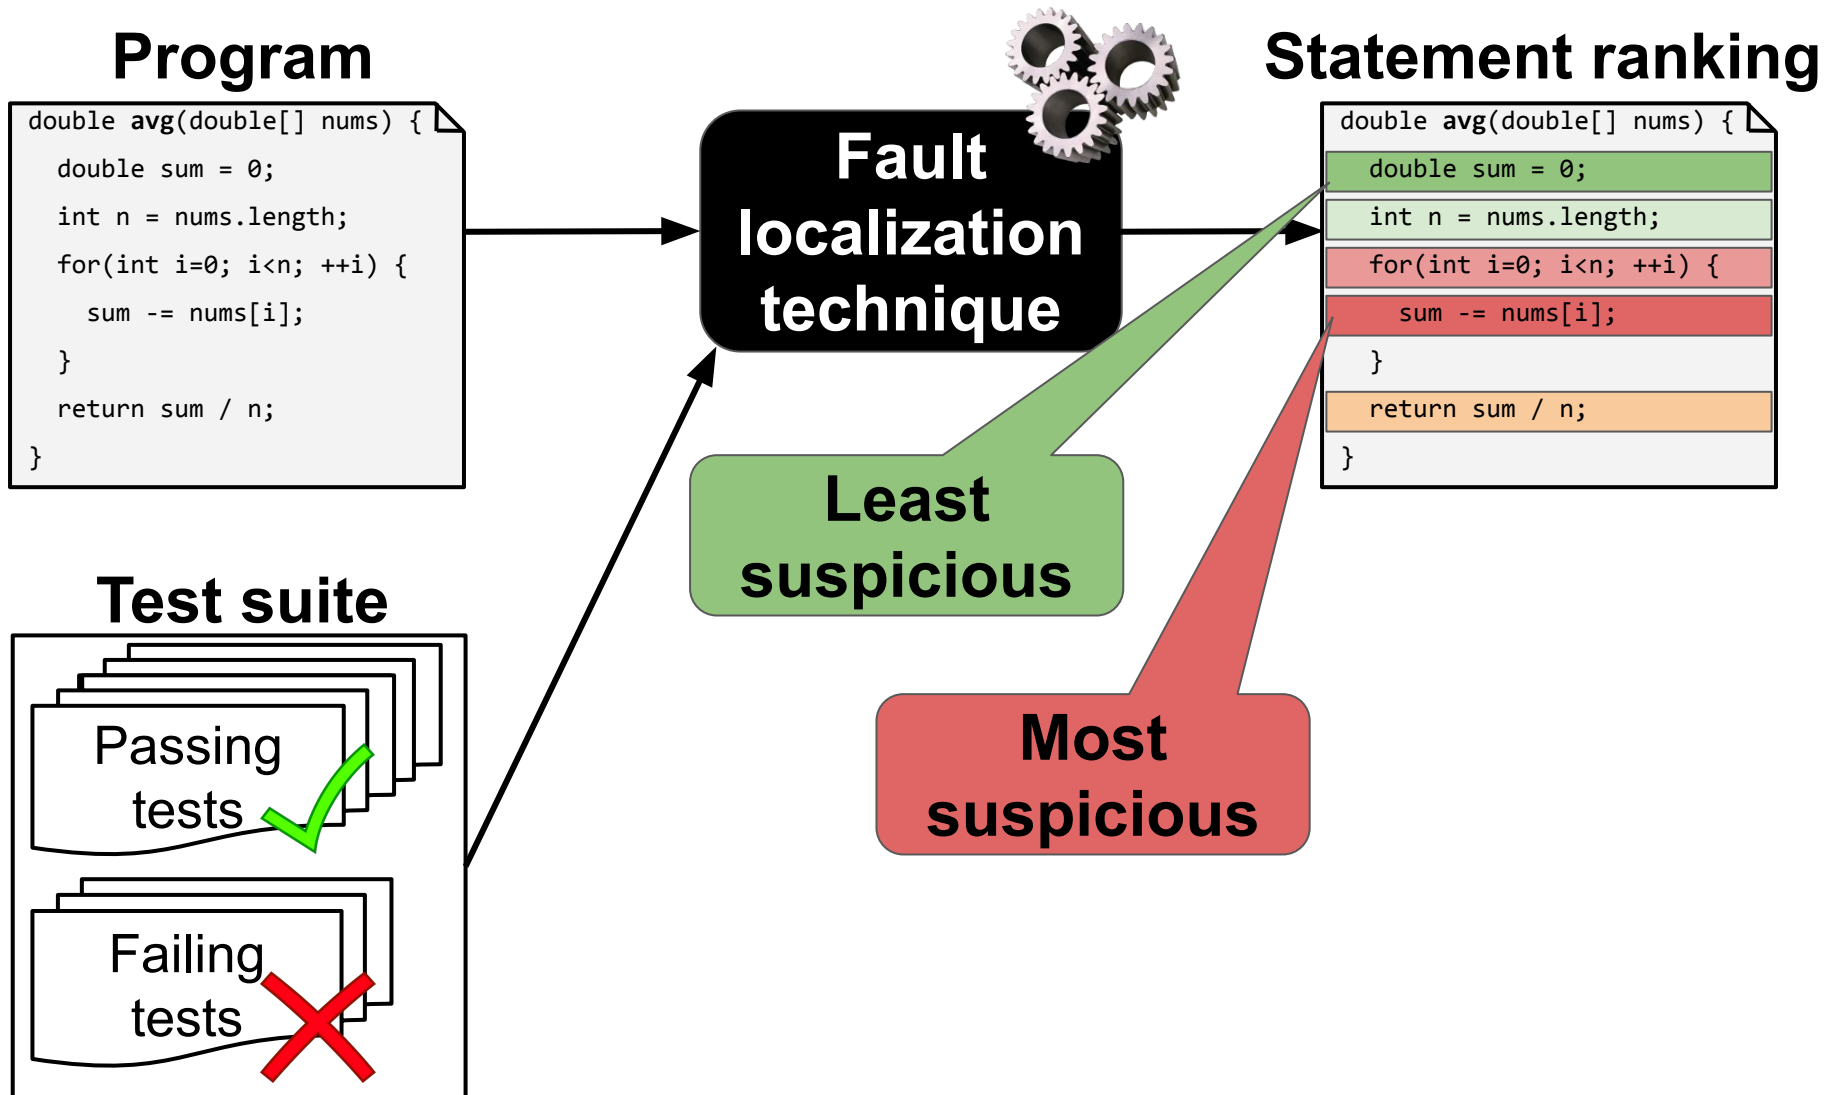 Program
double avg(double[] nums) {
double sum = 0;
int n = nums.length;
for(int i=0; i<n; ++i) {
sum -= nums[i];
}
return sum / n;
}
Test suite
Passing
tests
Failing
tests
Fault
localization
technique
Least
suspicious
Most
suspicious
Statement ranking
double avg(double[] nums) {
double sum = 0;
int n = nums.length;
for(int i=0; i<n; ++i) {
sum -= nums[i];
}
return sum / n;
}